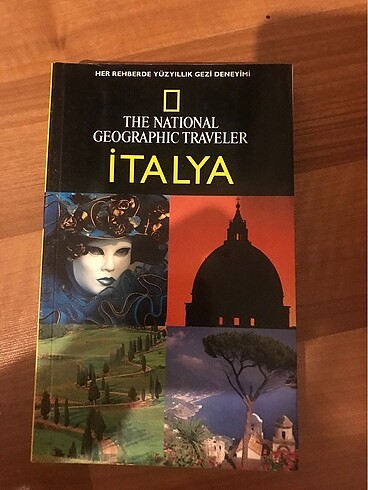 HER REHBERDE YÜZYILLIK GEZİ DENEYİMİ
THE NATIONAL
GEOGRAPHIC TRAVELER
İTALYA